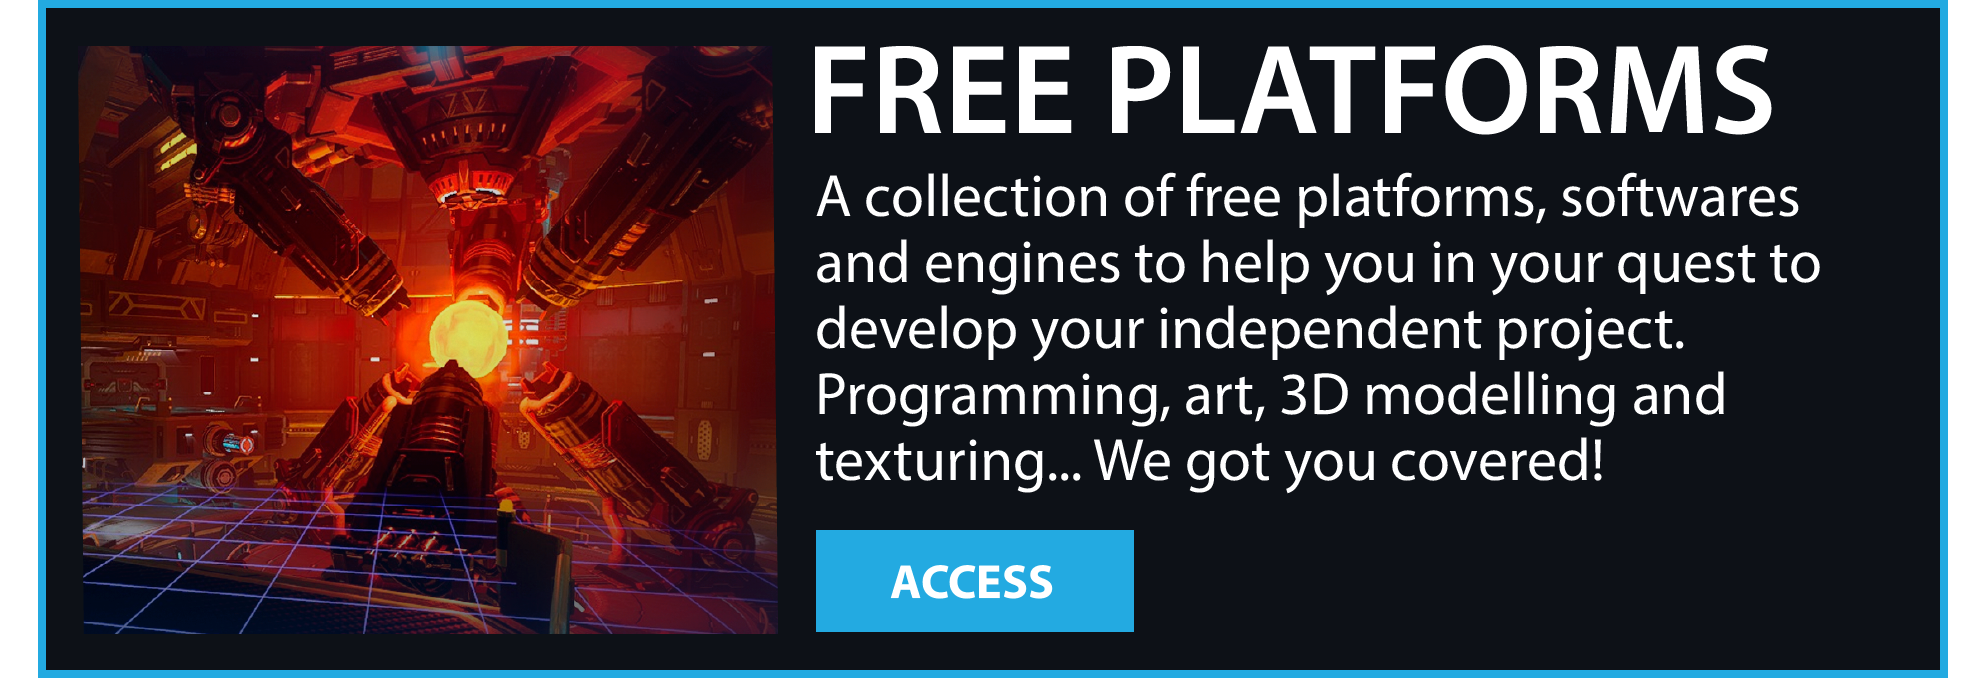 FREE PLATFORMS
A collection of free platforms, softwares
and engines to help you in your quest to
develop your independent project.
Programming, art, 3D modelling and
texturing... We got you covered!
ACCESS